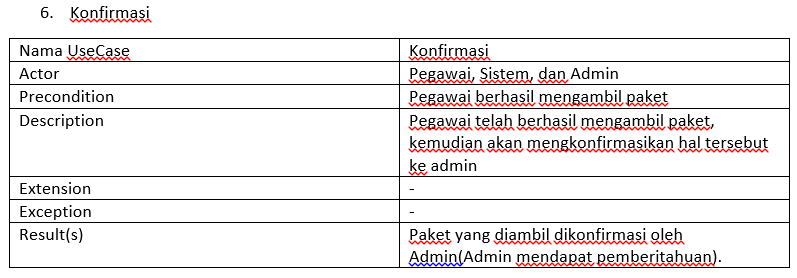 6. Konfirmasi
Nama UseCase Konfirmasi
Actor Pegawai, Sistem, dan Admin
Precondition Pegawai berhasil mengambil paket
Description Pegawai telah berhasil mengambil paket,
kemudian akan mengkonfirmasikan hal tersebut
ke admin
Extension -
Exception -
Result(s) Paket yang diambil dikonfirmasi oleh
Admin(Admin mendapat pemberitahuan).